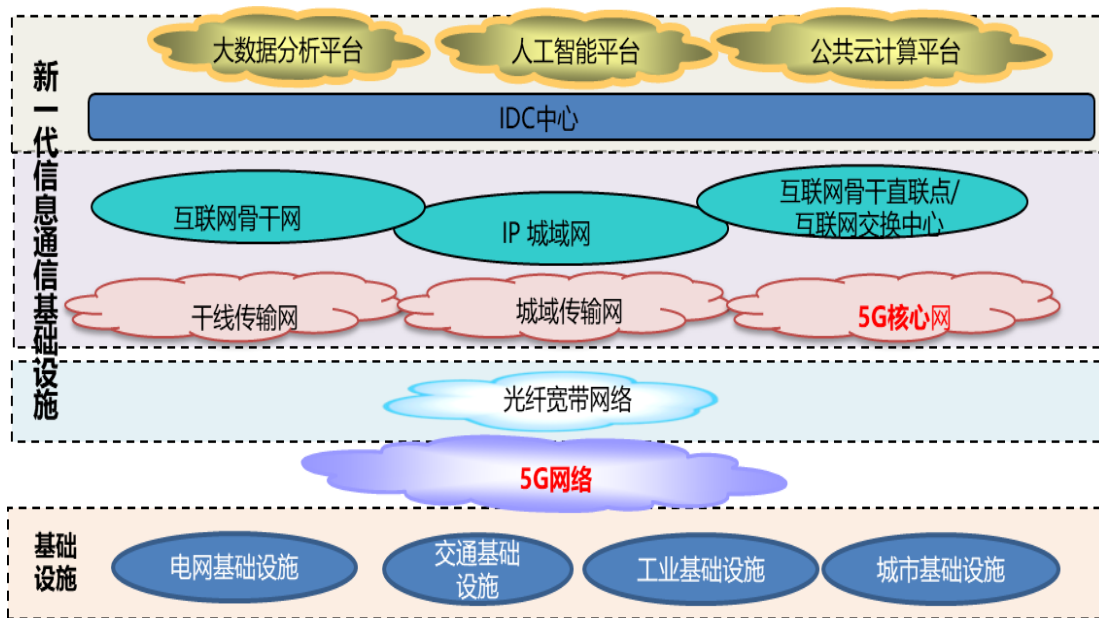 新一代信息通信基础设施
大数据分析平台
人工智能平台
公共云计算平台
IDC中心
互联网骨干网
IP 城域网
互联网骨干直联点/
互联网交换中心
干线传输网
城域传输网
5G核心网
光纤宽带网络
5G网络
基础
设施
电网基础设施
交通基础
设施
工业基础设施
城市基础设施